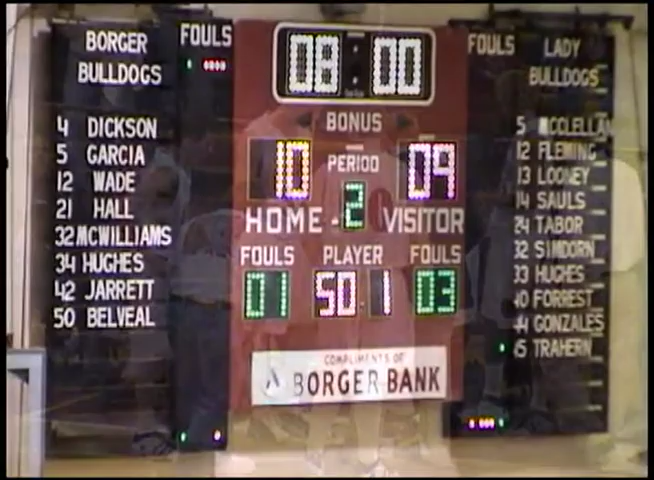 BORGER
BULLDOGS
FOULS
4 DICKSON
5 GARCIA
12 WADE
21 HALL
32 MCWILLIAMS
34 HUGHES
42 JARRETT
50 BELVEAL
08:00
BONUS
10 PERIOD 09
2
HOME VISITOR
FOULS PLAYER FOULS
01 50 1 03
COMPLIMENTS OF
BORGER BANK
FOULS
LADY
BULLDOGS
5 MCCLELLAN
12 FLEMING
13 LOONEY
14 SAULS
24 TABOR
32 SIMDORN
33 HUGHES
40 FORREST
44 GONZALES
45 TRAHERN